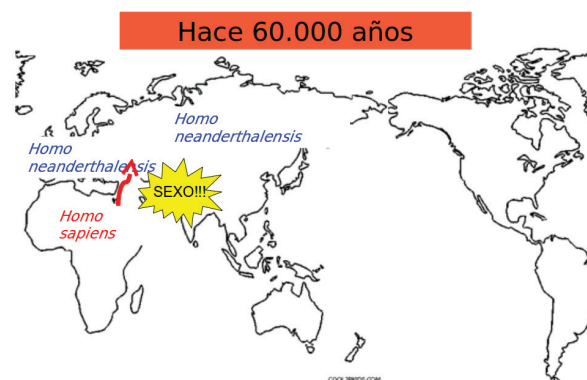 Hace 60.000 años
Homo
neanderthalensis
Homo
neanderthalensis
SEXO!!!
Homo
sapiens